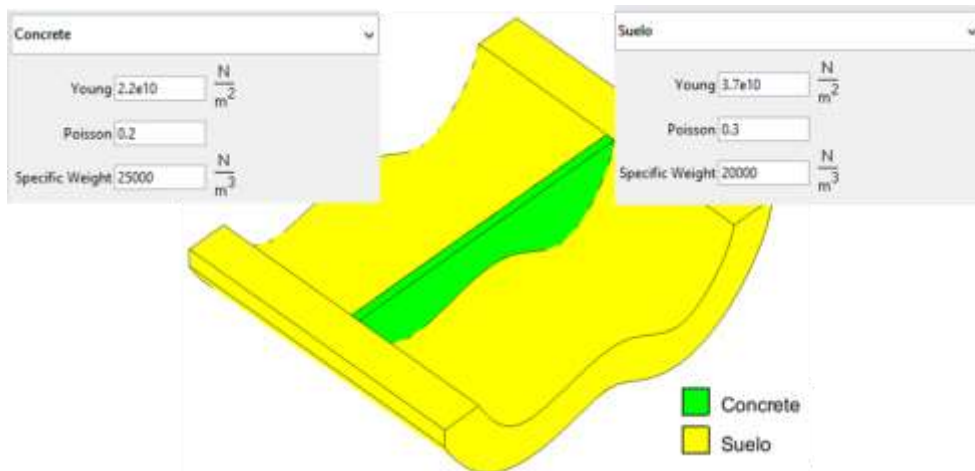 Concrete
Young 2.2e10 N/m²
Poisson 0.2
Specific Weight 25000 N/m³
Suelo
Young 3.7e10 N/m²
Poisson 0.3
Specific Weight 20000 N/m³
Concrete
Suelo